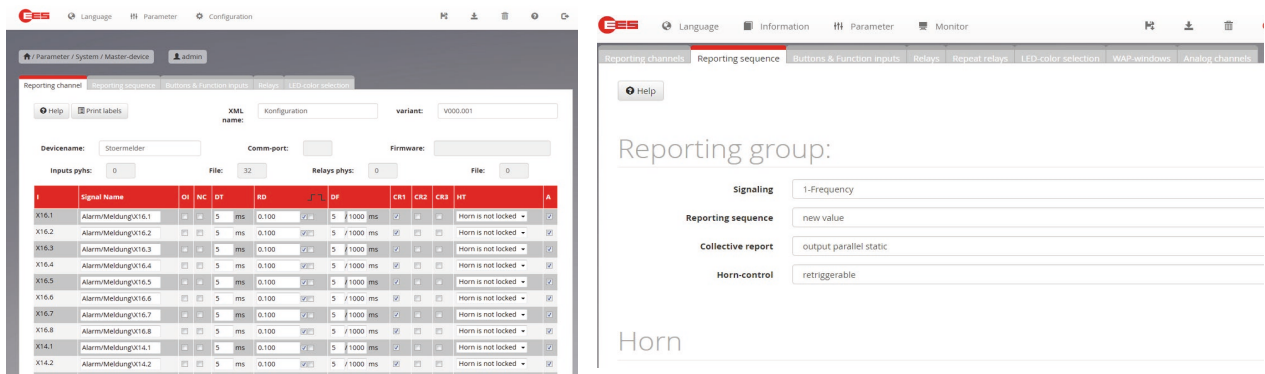 EES Language Parameter Configuration
/ Parameter / System / Master-device admin
Reporting channel Reporting sequence Buttons & Function inputs Relays LED-color selection
Help Print labels XML name: Konfiguration variant: V000.001
Devicename: Stoermelder Comm-port: Firmware:
Inputs pyhs: 0 File: 32 Relays phys: 0 File: 0
I Signal Name OI NC DT RD DF CR1 CR2 CR3 HT A
X16.1 Alarm/Meldung\X16.1 5 ms 0.100 5 / 1000 ms Horn is not locked
X16.2 Alarm/Meldung\X16.2 5 ms 0.100 5 / 1000 ms Horn is not locked
X16.3 Alarm/Meldung\X16.3 5 ms 0.100 5 / 1000 ms Horn is not locked
X16.4 Alarm/Meldung\X16.4 5 ms 0.100 5 / 1000 ms Horn is not locked
X16.5 Alarm/Meldung\X16.5 5 ms 0.100 5 / 1000 ms Horn is not locked
X16.6 Alarm/Meldung\X16.6 5 ms 0.100 5 / 1000 ms Horn is not locked
X16.7 Alarm/Meldung\X16.7 5 ms 0.100 5 / 1000 ms Horn is not locked
X16.8 Alarm/Meldung\X16.8 5 ms 0.100 5 / 1000 ms Horn is not locked
X14.1 Alarm/Meldung\X14.1 5 ms 0.100 5 / 1000 ms Horn is not locked
X14.2 Alarm/Meldung\X14.2 5 ms 0.100 5 / 1000 ms Horn is not locked
EES Language Information Parameter Monitor
Reporting channels Reporting sequence Buttons & Function inputs Relays Repeat relays LED-color selection WAP-windows Analog channels
Help
Reporting group:
Signaling 1-Frequency
Reporting sequence new value
Collective report output parallel static
Horn-control retriggerable
Horn